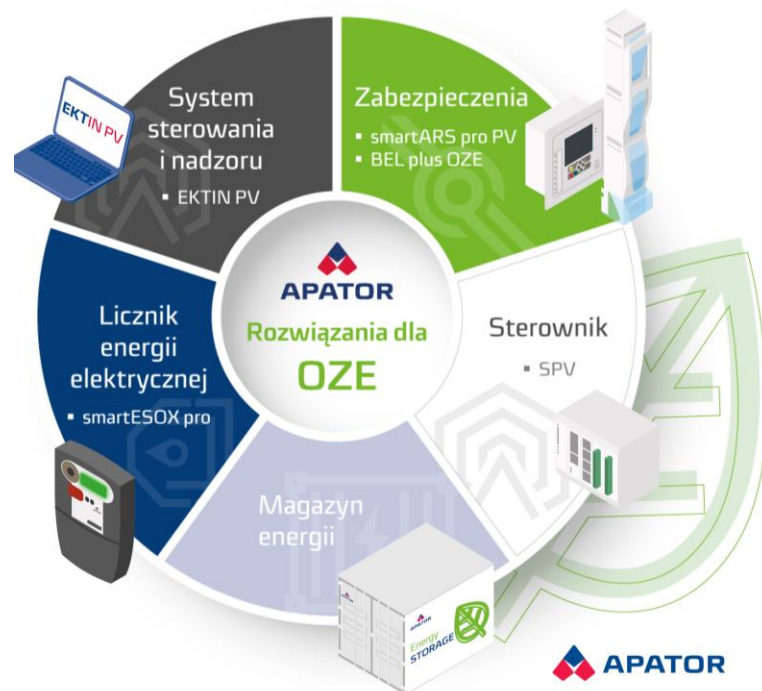 System
sterowania
i nadzoru
▪ EKTIN PV
EKTIN PV
Zabezpieczenia
▪ smartARS pro PV
▪ BEL plus OZE
APATOR
Rozwiązania dla
OZE
Licznik
energii
elektrycznej
▪ smartESOX pro
Sterownik
▪ SPV
Magazyn
energii
APATOR
Energy
STORAGE
APATOR